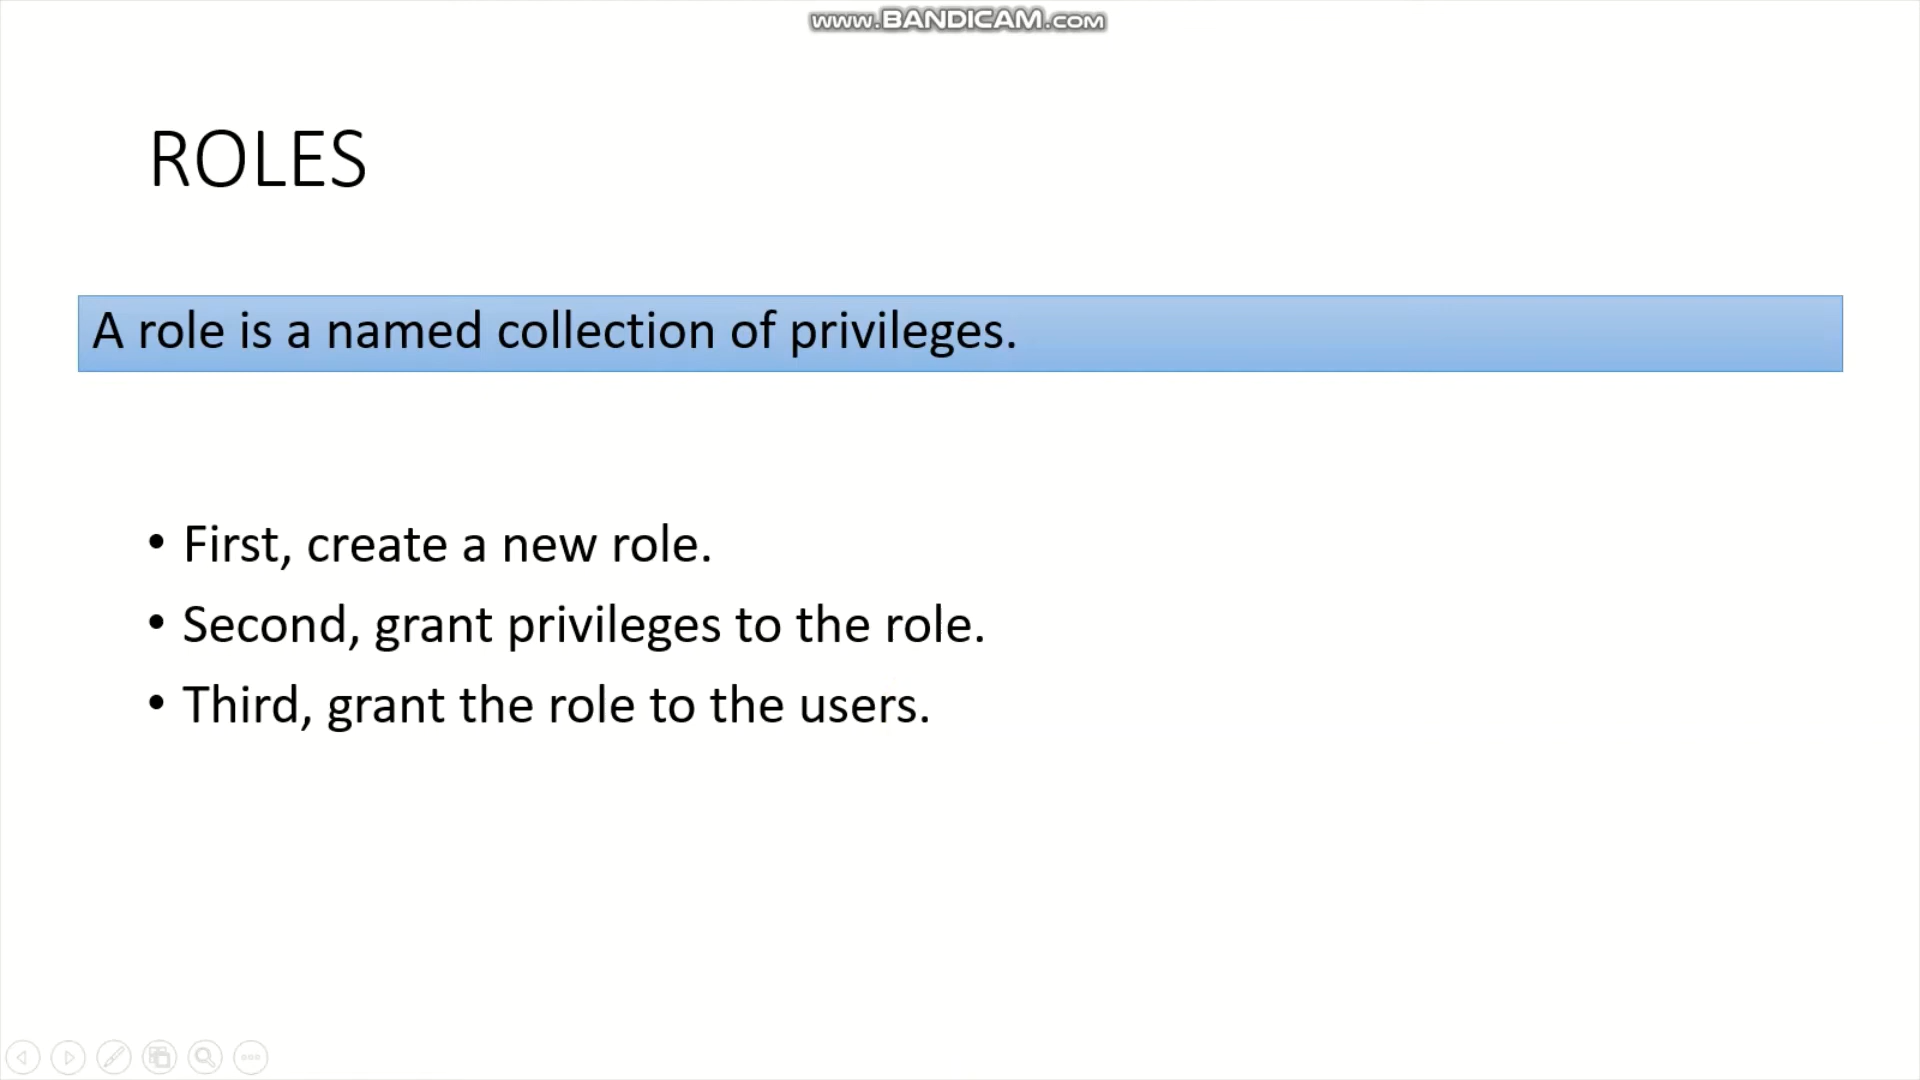 www.BANDICAM.com
ROLES
A role is a named collection of privileges.
• First, create a new role.
• Second, grant privileges to the role.
• Third, grant the role to the users.